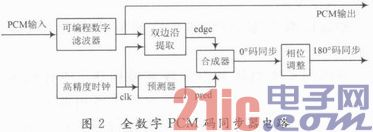 PCM输入
可编程数字
滤波器
双边沿
提取
edge
PCM输出
合成器
0°码同步
相位
调整
180°码同步
高精度时钟
clk
预测器
pred
21ic 电子网
.com
图 2 全数字 PCM 码同步器电路